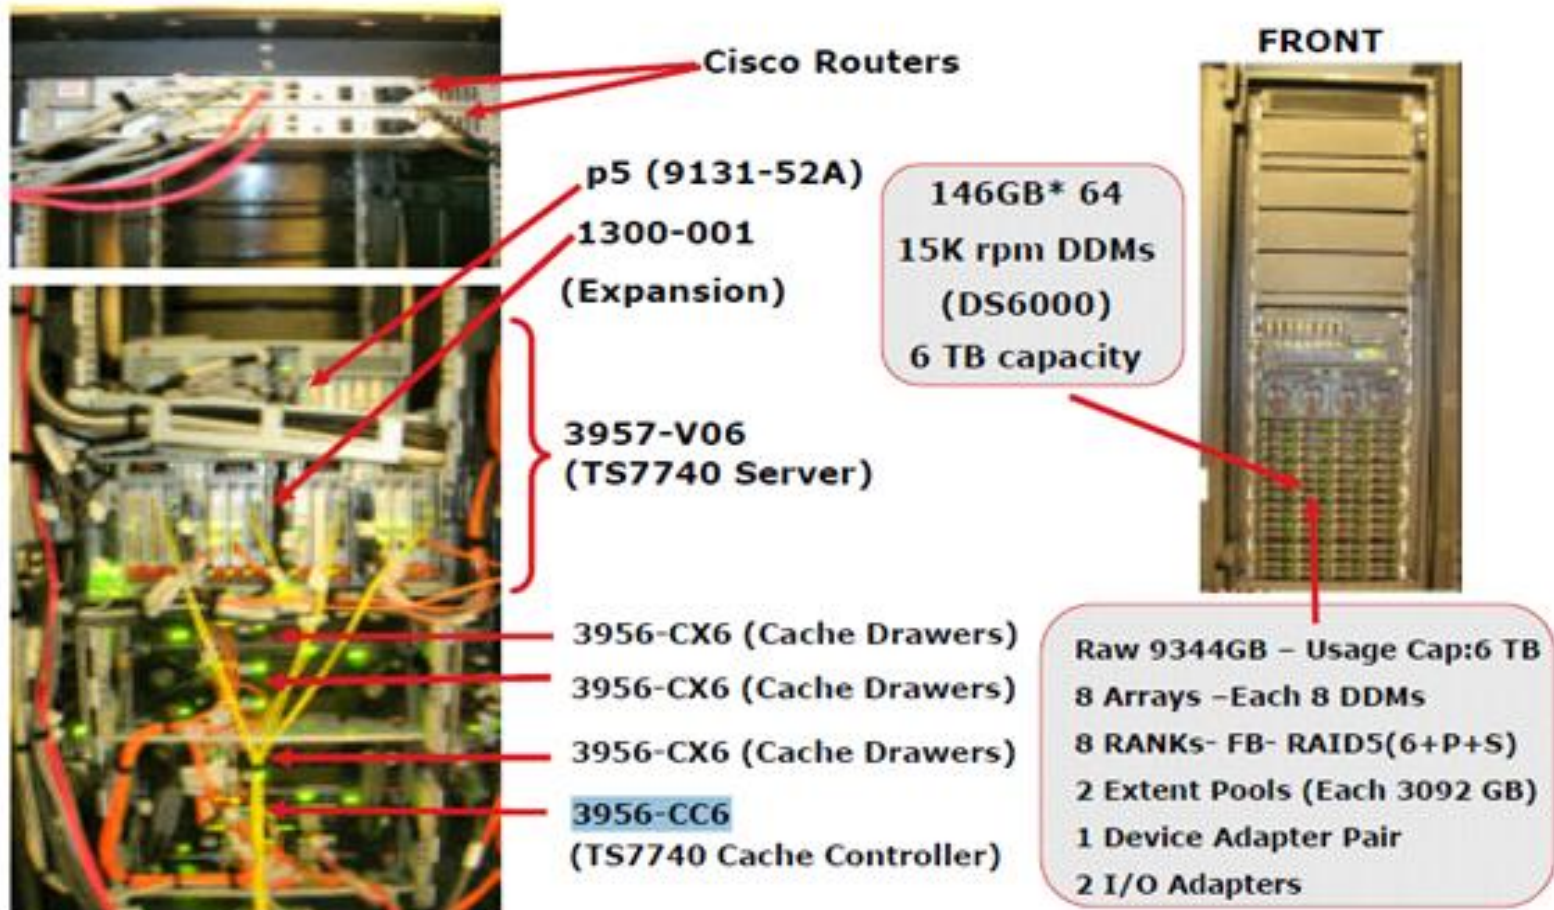 Cisco Routers
p5 (9131-52A)
1300-001
(Expansion)
3957-V06
(TS7740 Server)
3956-CX6 (Cache Drawers)
3956-CX6 (Cache Drawers)
3956-CX6 (Cache Drawers)
3956-CC6
(TS7740 Cache Controller)
FRONT
146GB* 64
15K rpm DDMs
(DS6000)
6 TB capacity
Raw 9344GB – Usage Cap:6 TB
8 Arrays –Each 8 DDMs
8 RANKs- FB- RAID5(6+P+S)
2 Extent Pools (Each 3092 GB)
1 Device Adapter Pair
2 I/O Adapters